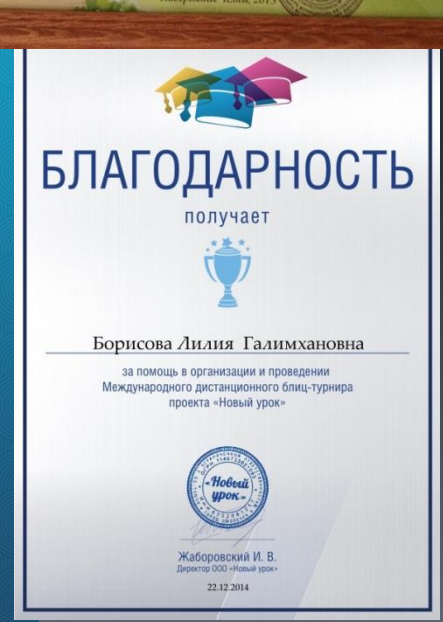 2013
БЛАГОДАРНОСТЬ
получает
Борисова Лилия Галимхановна
за помощь в организации и проведении
Международного дистанционного блиц-турнира
проекта «Новый урок»
«Новый
урок»
Жаборовский И. В.
Директор ООО «Новый урок»
22.12.2014